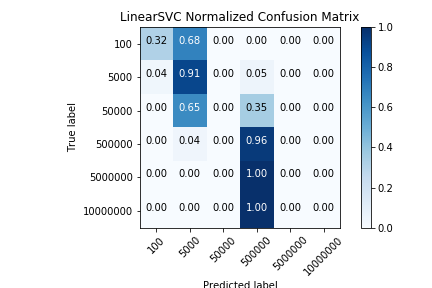 LinearSVC Normalized Confusion Matrix
True label
100 0.32 0.68 0.00 0.00 0.00 0.00
5000 0.04 0.91 0.00 0.05 0.00 0.00
50000 0.00 0.65 0.00 0.35 0.00 0.00
500000 0.00 0.04 0.00 0.96 0.00 0.00
5000000 0.00 0.00 0.00 1.00 0.00 0.00
10000000 0.00 0.00 0.00 1.00 0.00 0.00
100 5000 50000 500000 5000000 10000000
Predicted label
1.0
0.8
0.6
0.4
0.2
0.0